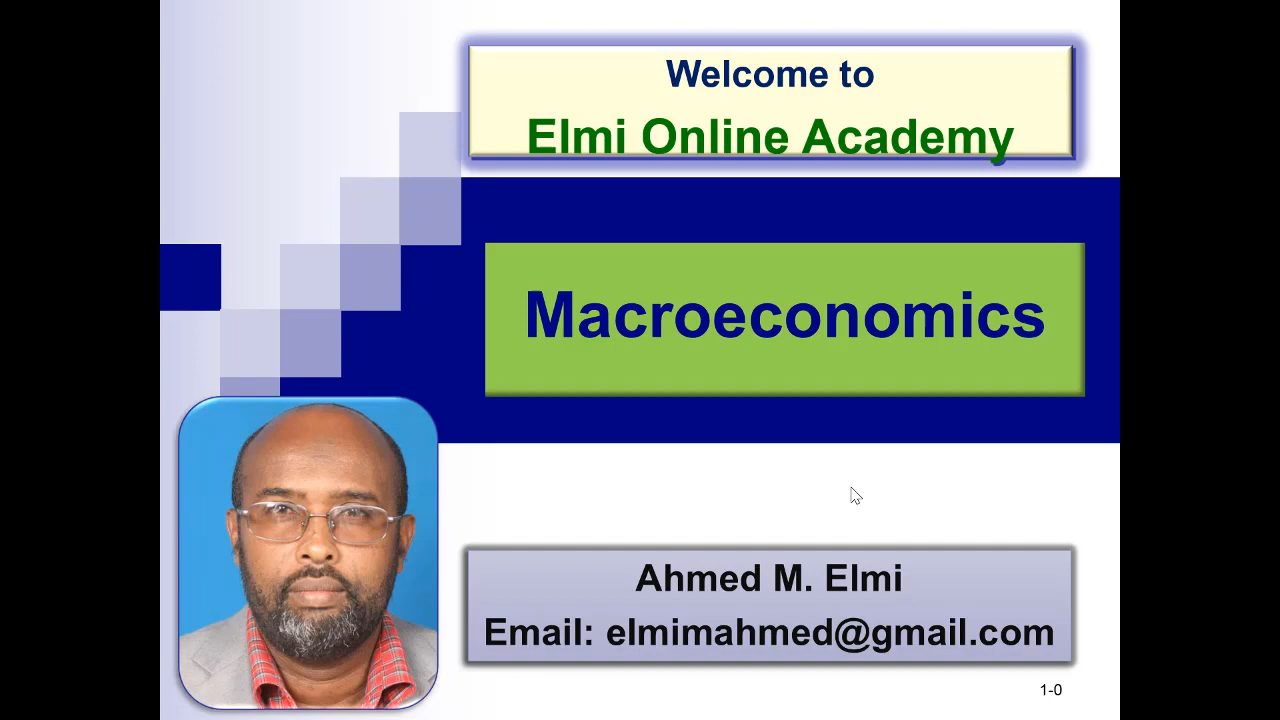 Welcome to
Elmi Online Academy
Macroeconomics
Ahmed M. Elmi
Email: elmimahmed@gmail.com
1-0